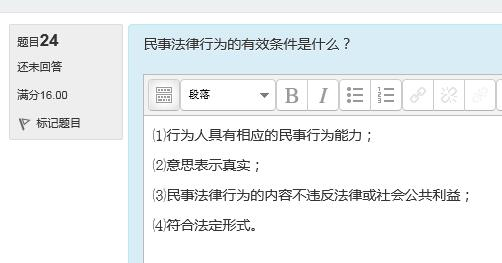 题目24
还未回答
满分16.00
标记题目
民事法律行为的有效条件是什么？
段落 B I
⑴行为人具有相应的民事行为能力；
⑵意思表示真实；
⑶民事法律行为的内容不违反法律或社会公共利益；
⑷符合法定形式。